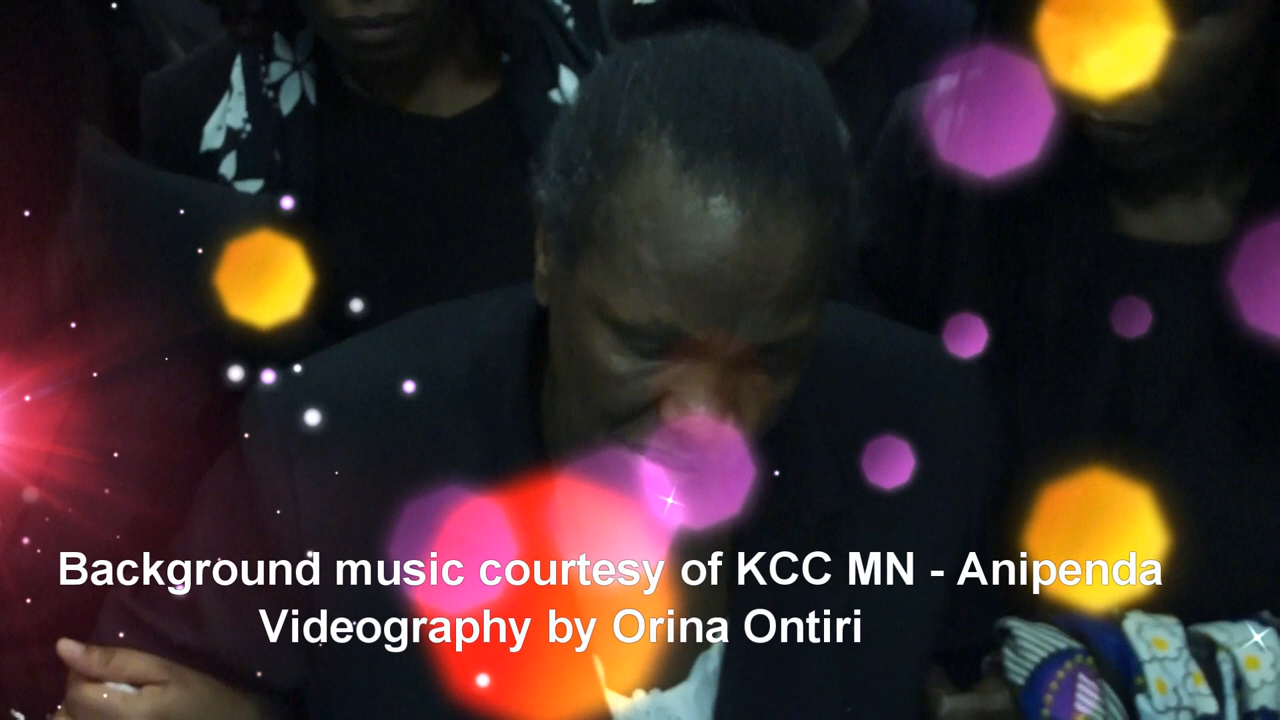 Background music courtesy of KCC MN - Anipenda
Videography by Orina Ontiri